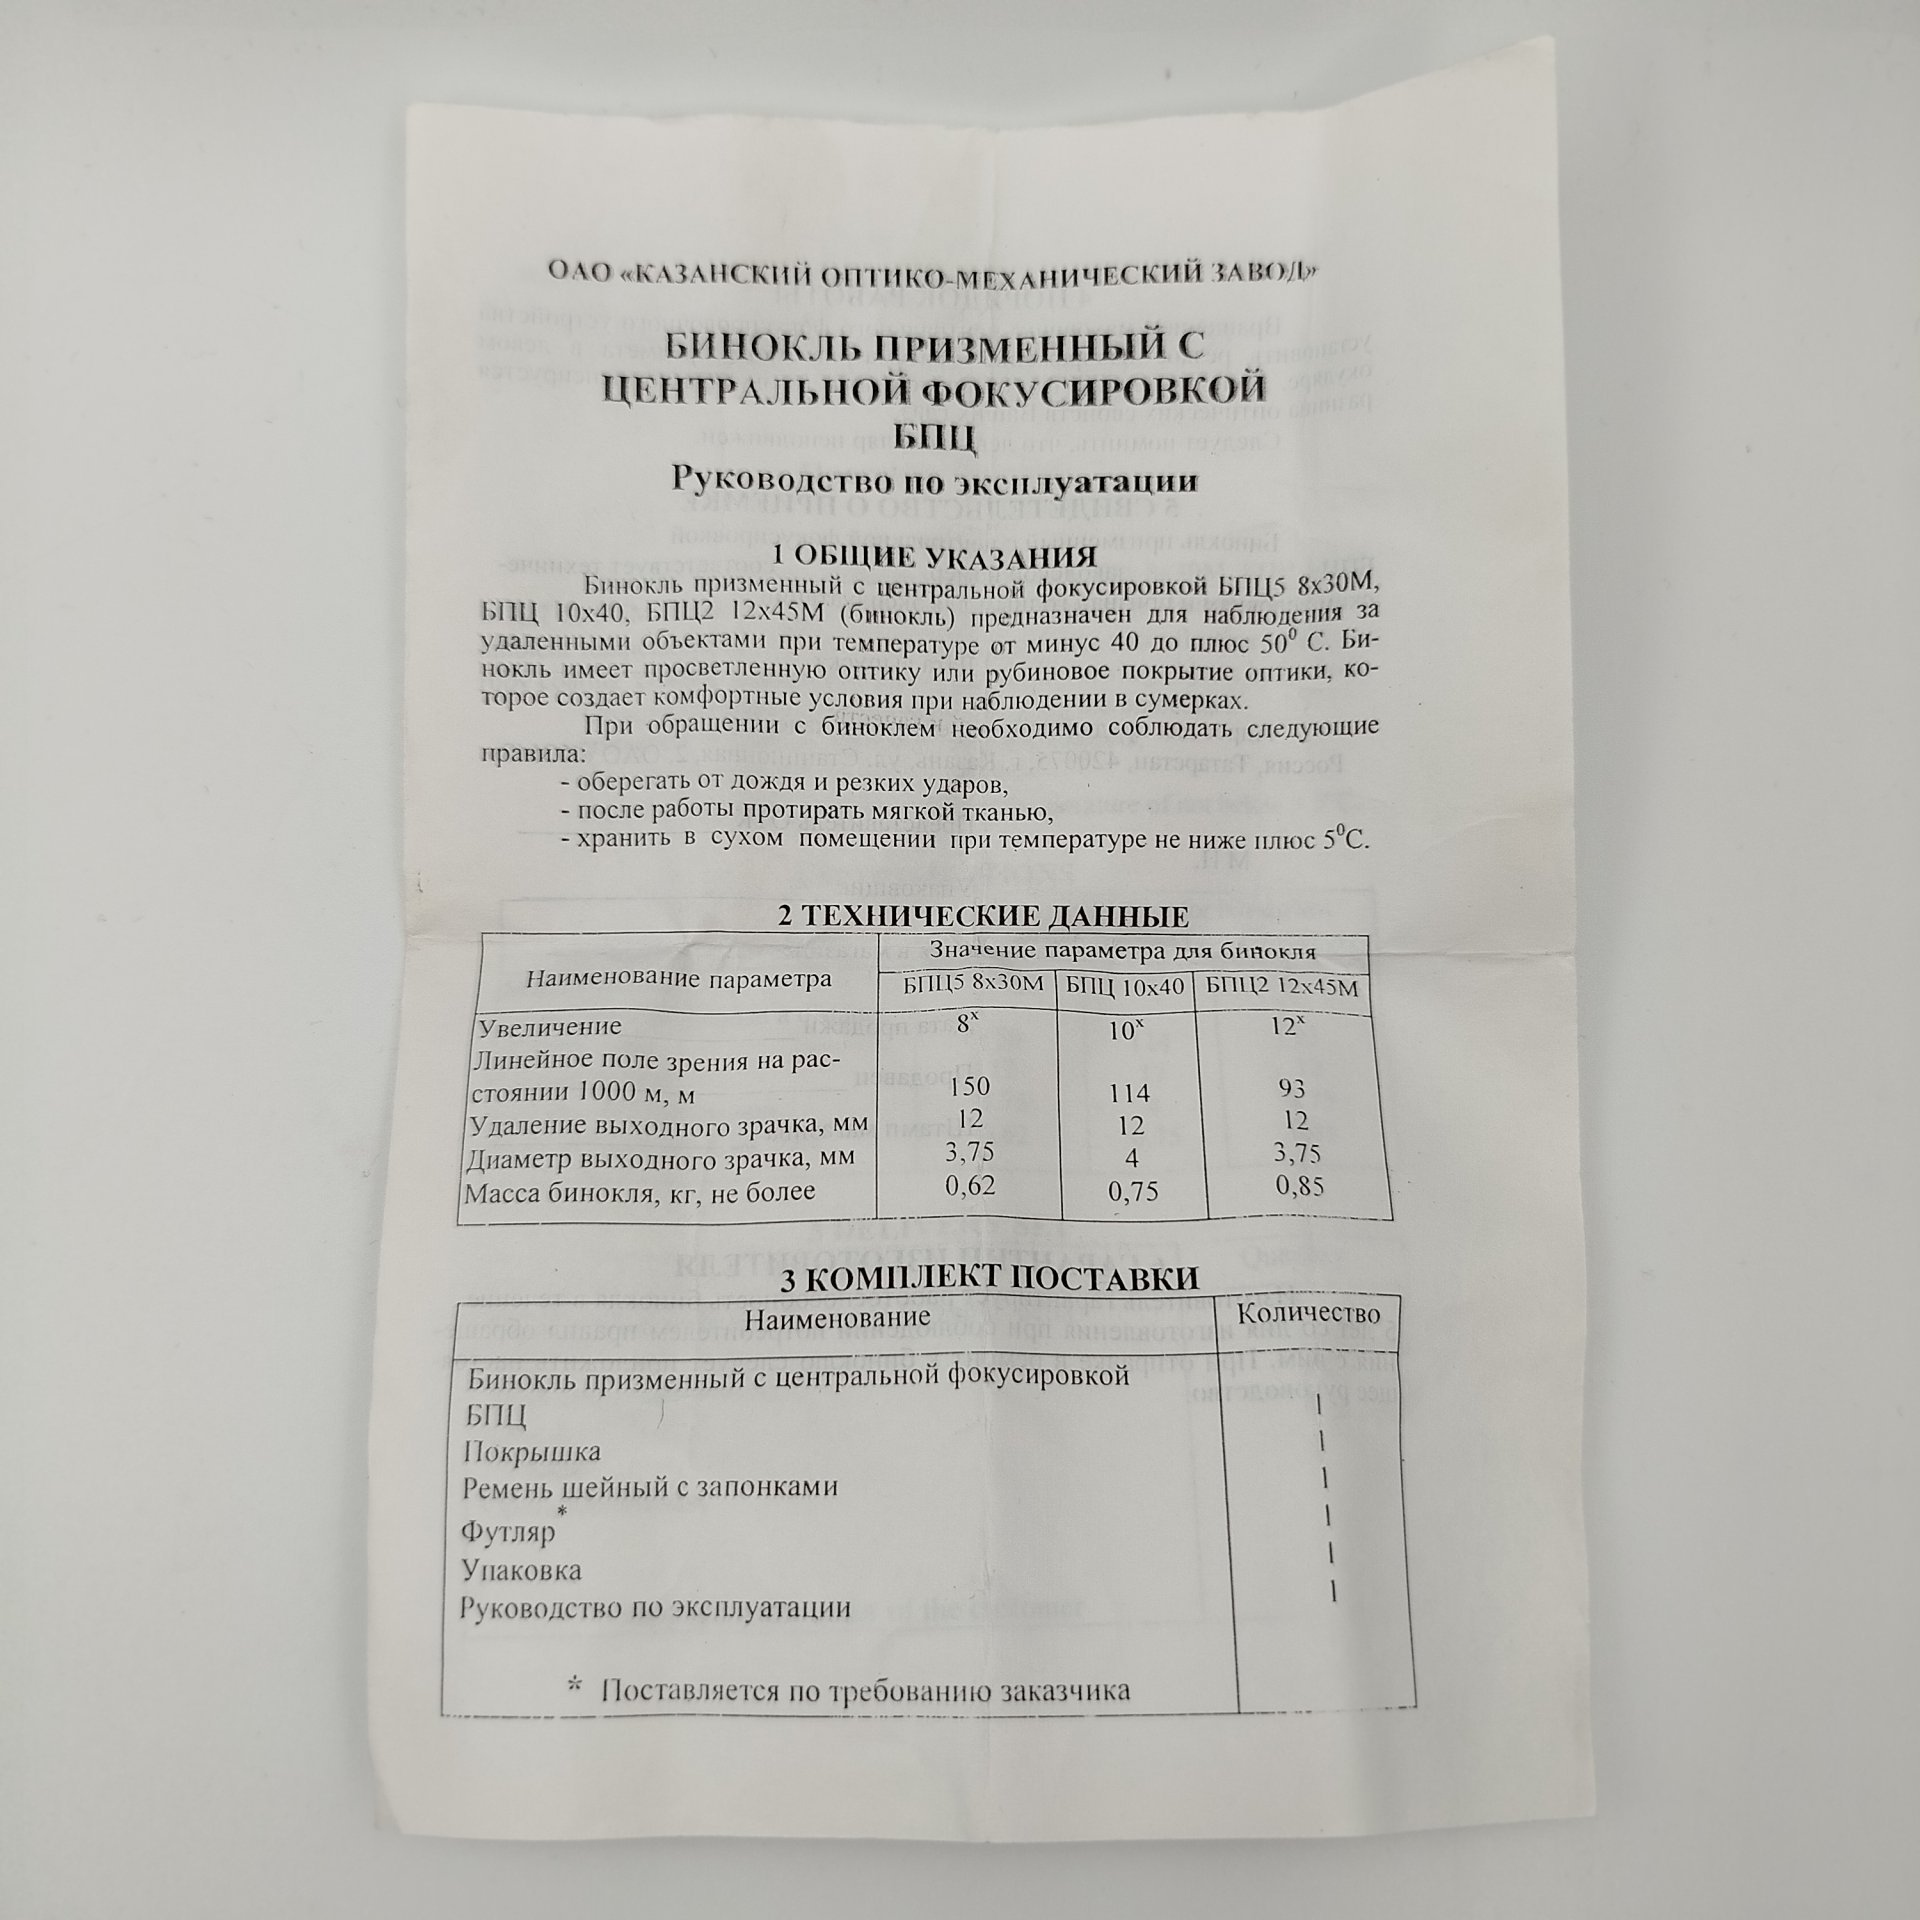 ОАО «КАЗАНСКИЙ ОПТИКО-МЕХАНИЧЕСКИЙ ЗАВОД»
БИНОКЛЬ ПРИЗМЕННЫЙ С
ЦЕНТРАЛЬНОЙ ФОКУСИРОВКОЙ
БПЦ
Руководство по эксплуатации
1 ОБЩИЕ УКАЗАНИЯ
Бинокль призменный с центральной фокусировкой БПЦ5 8х30М,
БПЦ 10х40, БПЦ2 12х45М (бинокль) предназначен для наблюдения за
удаленными объектами при температуре от минус 40 до плюс 50⁰ С. Би-
нокль имеет просветленную оптику или рубиновое покрытие оптики, ко-
торое создает комфортные условия при наблюдении в сумерках.
При обращении с биноклем необходимо соблюдать следующие
правила:
- оберегать от дождя и резких ударов,
- после работы протирать мягкой тканью,
- хранить в сухом помещении при температуре не ниже плюс 5⁰С.
2 ТЕХНИЧЕСКИЕ ДАННЫЕ
Наименование параметра Значение параметра для бинокля
БПЦ5 8х30М БПЦ 10х40 БПЦ2 12х45М
Увеличение 8ˣ 10ˣ 12ˣ
Линейное поле зрения на рас-
стоянии 1000 м, м 150 114 93
Удаление выходного зрачка, мм 12 12 12
Диаметр выходного зрачка, мм 3,75 4 3,75
Масса бинокля, кг, не более 0,62 0,75 0,85
3 КОМПЛЕКТ ПОСТАВКИ
Наименование Количество
Бинокль призменный с центральной фокусировкой
БПЦ 1
Покрышка 1
Ремень шейный с запонками 1
Футляр* 1
Упаковка 1
Руководство по эксплуатации 1
* Поставляется по требованию заказчика